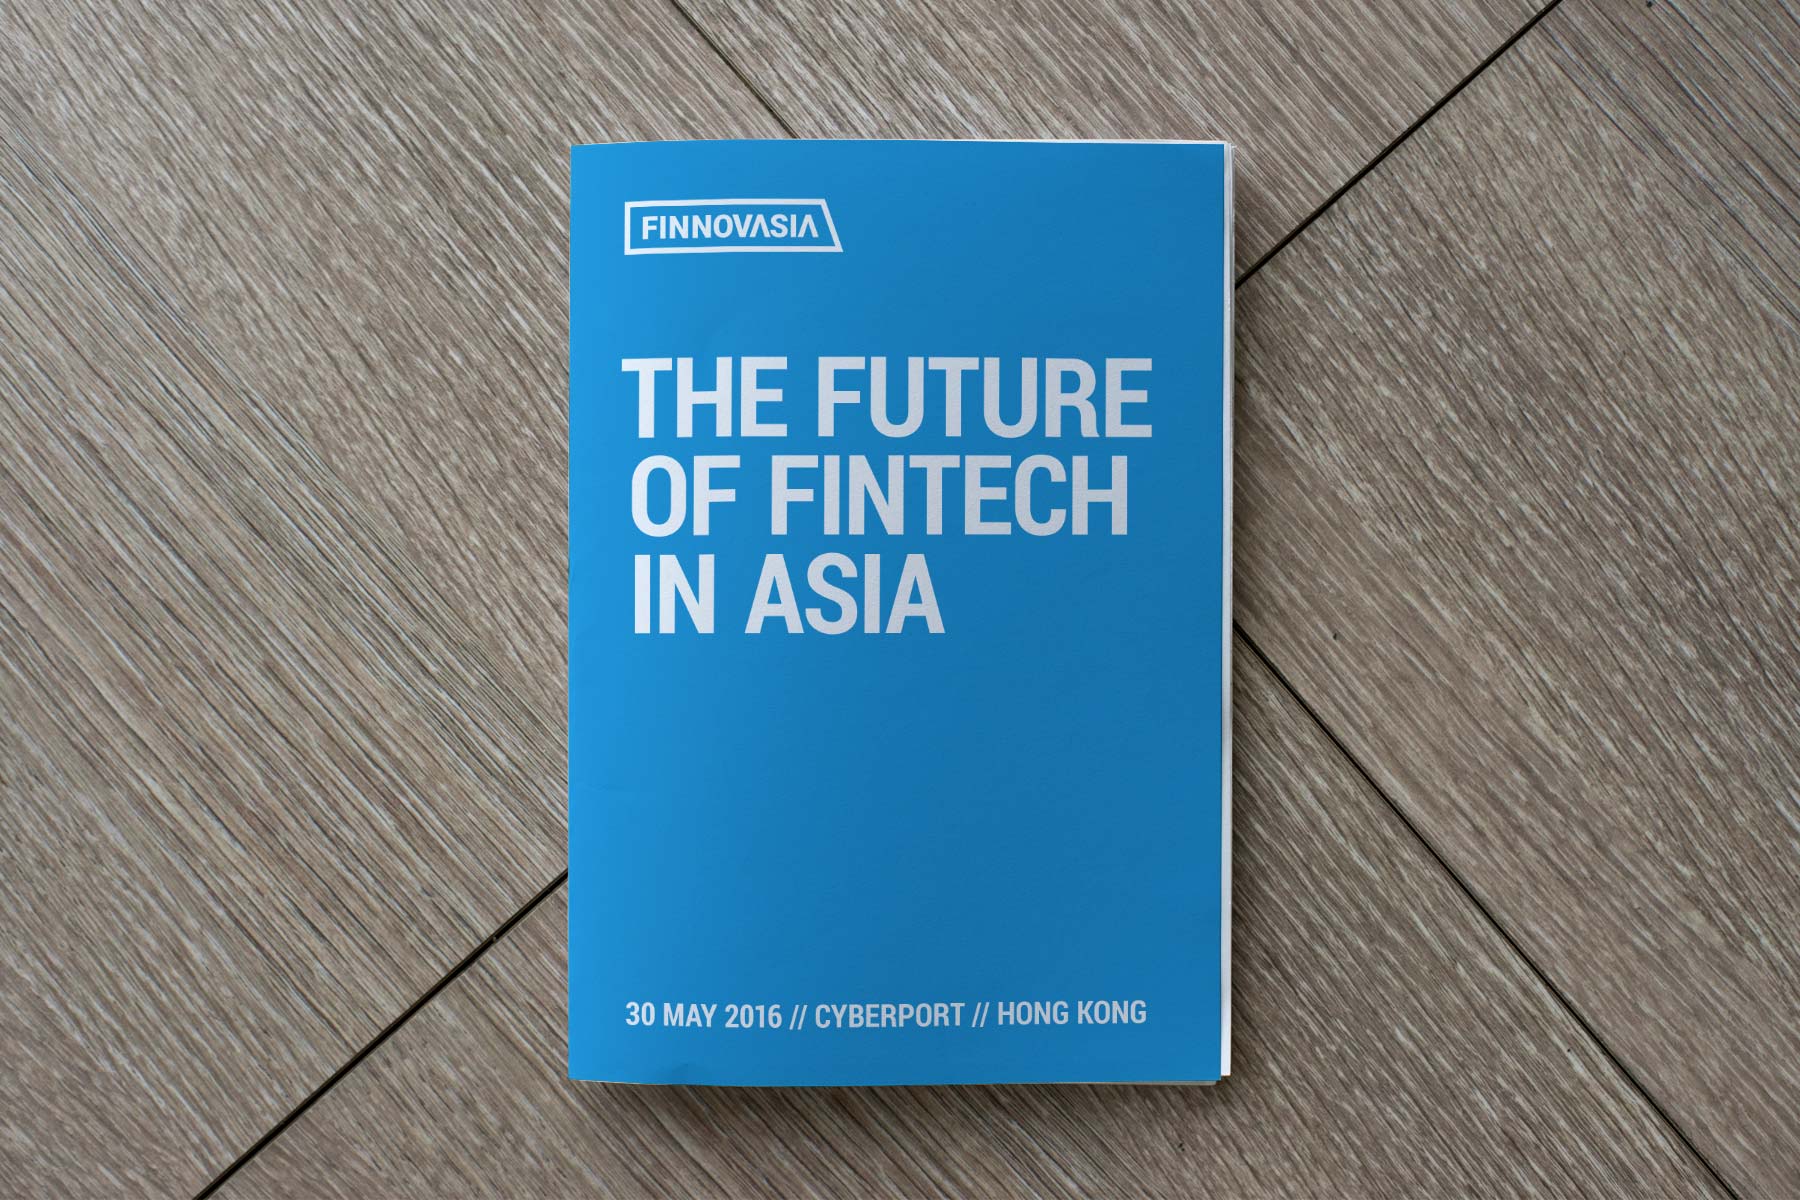 FINNOVASIA
THE FUTURE
OF FINTECH
IN ASIA
30 MAY 2016 // CYBERPORT // HONG KONG